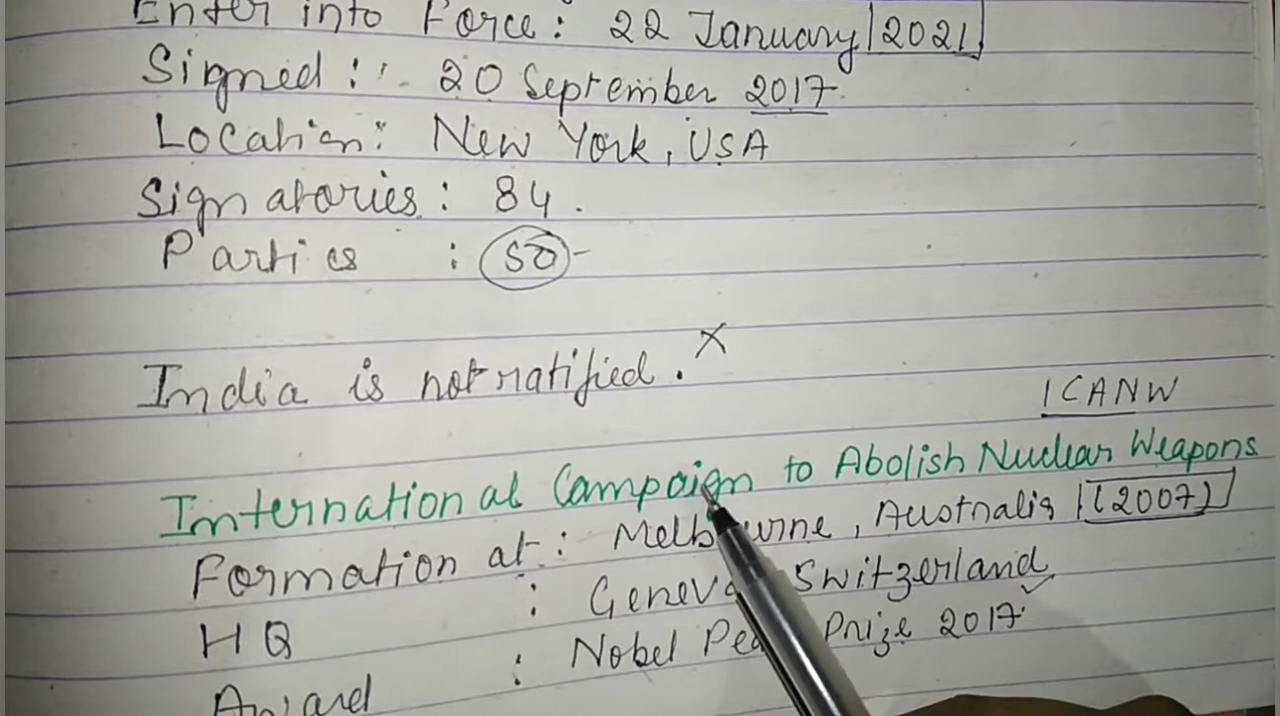 Enter into Force: 22 January 2021
Signed: 20 September 2017
Location: New York, USA
Signatories: 84.
Parties : 50
India is not ratified. X
ICANW
International Campaign to Abolish Nuclear Weapons
Formation at: Melbourne, Australia (2007)
HQ : Geneva, Switzerland
Award : Nobel Peace Prize 2017